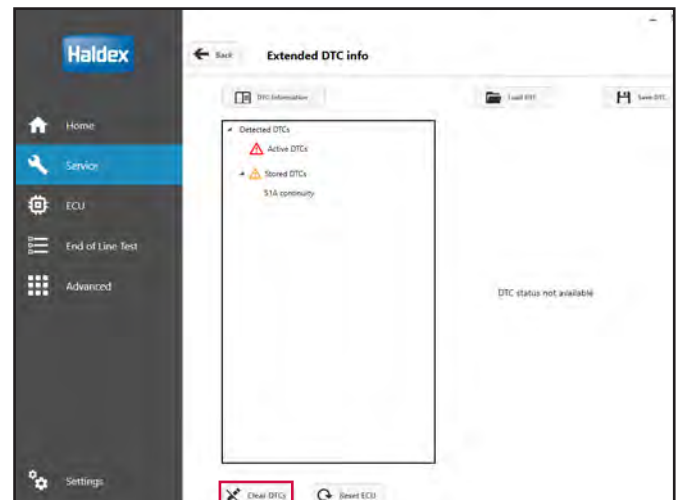 Haldex
Back
Extended DTC info
DTC Information
Load DTC
Save DTC
Home
Service
ECU
End of Line Test
Advanced
Settings
Detected DTCs
Active DTCs
Stored DTCs
S1A continuity
DTC status not available
Clear DTCs
Reset ECU